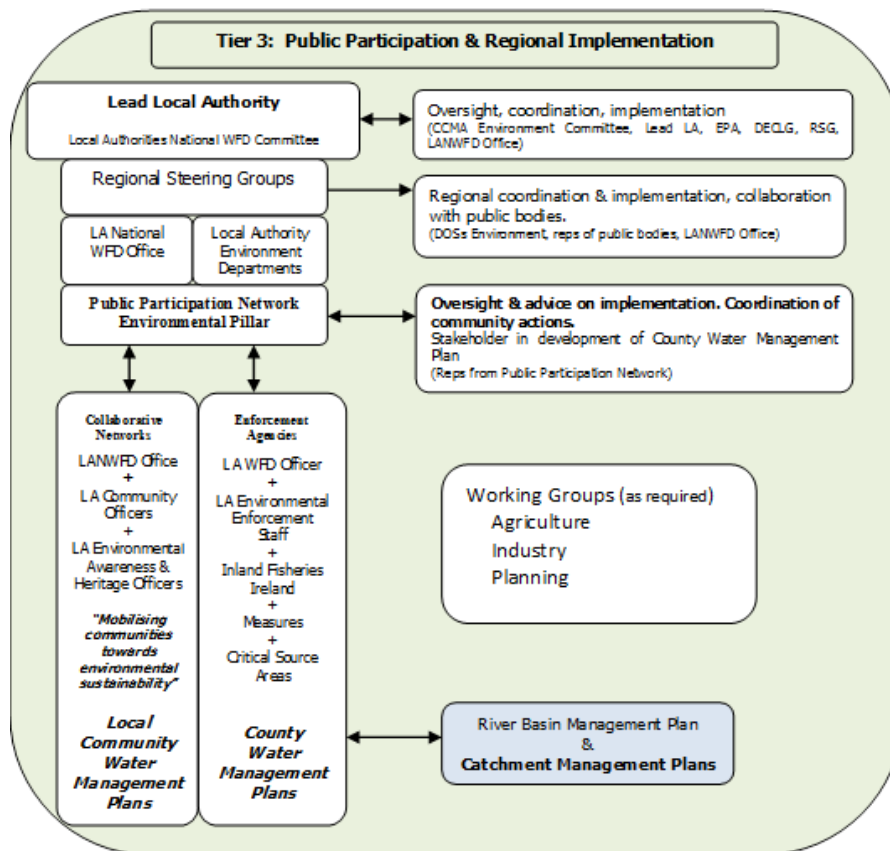 Tier 3: Public Participation & Regional Implementation
Lead Local Authority
Local Authorities National WFD Committee
Oversight, coordination, implementation
(CCMA Environment Committee, Lead LA, EPA, DECLG, RSG,
LANWFD Office)
Regional Steering Groups
Regional coordination & implementation, collaboration
with public bodies.
(DOSs Environment, reps of public bodies, LANWFD Office)
LA National
WFD Office
Local Authority
Environment
Departments
Public Participation Network
Environmental Pillar
Oversight & advice on implementation. Coordination of
community actions.
Stakeholder in development of County Water Management
Plan
(Reps from Public Participation Network)
Collaborative
Networks
LANWFD Office
+
LA Community
Officers
+
LA Environmental
Awareness &
Heritage Officers
"Mobilising
communities
towards
environmental
sustainability"
Local
Community
Water
Management
Plans
Enforcement
Agencies
LA WFD Officer
+
LA Environmental
Enforcement
Staff
+
Inland Fisheries
Ireland
+
Measures
+
Critical Source
Areas
County
Water
Management
Plans
Working Groups (as required)
Agriculture
Industry
Planning
River Basin Management Plan
&
Catchment Management Plans